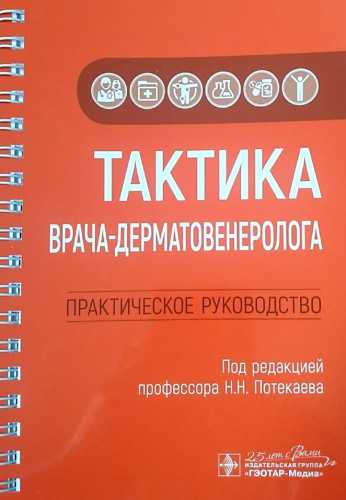 ТАКТИКА
ВРАЧА-ДЕРМАТОВЕНЕРОЛОГА
ПРАКТИЧЕСКОЕ РУКОВОДСТВО
Под редакцией
профессора Н.Н. Потекаева
25 лет с Вами
ИЗДАТЕЛЬСКАЯ ГРУППА
«ГЭОТАР-Медиа»